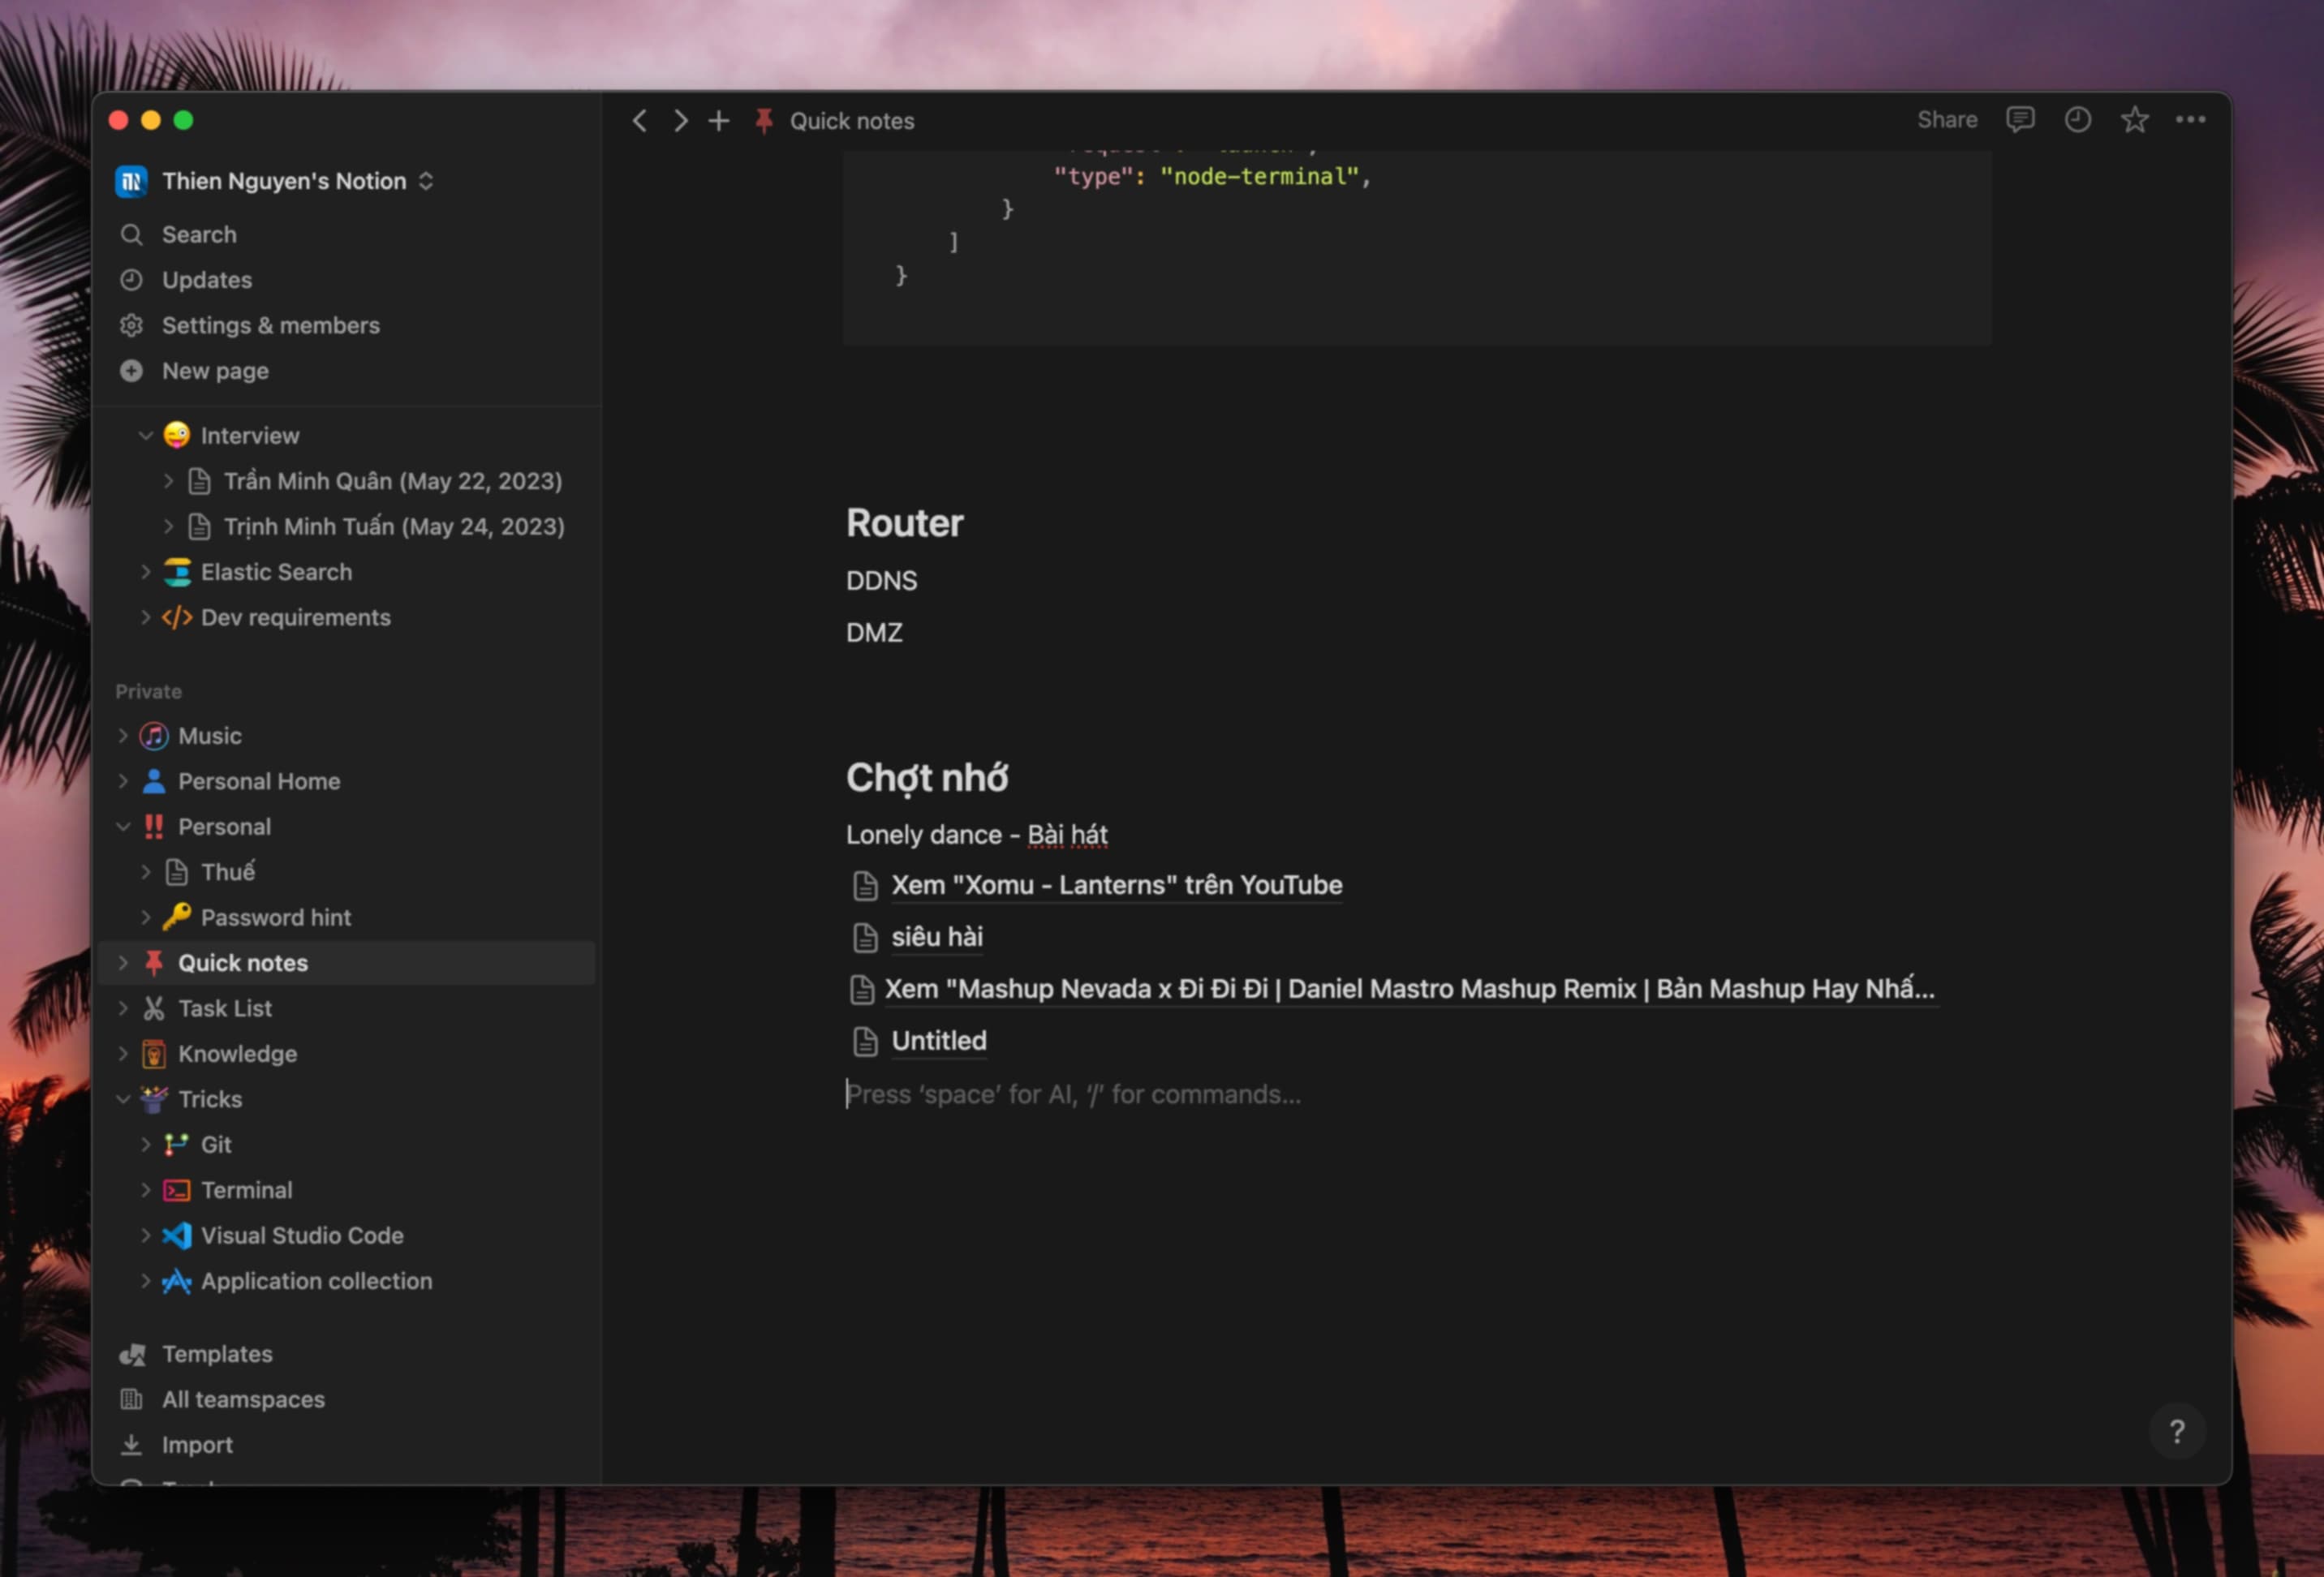 Thien Nguyen's Notion
Search
Updates
Settings & members
New page
Interview
Trần Minh Quân (May 22, 2023)
Trịnh Minh Tuấn (May 24, 2023)
Elastic Search
Dev requirements
Private
Music
Personal Home
Personal
Thuế
Password hint
Quick notes
Task List
Knowledge
Tricks
Git
Terminal
Visual Studio Code
Application collection
Templates
All teamspaces
Import
Quick notes
Share
"type": "node-terminal",
}
]
}
Router
DDNS
DMZ
Chợt nhớ
Lonely dance - Bài hát
Xem "Xomu - Lanterns" trên YouTube
siêu hài
Xem "Mashup Nevada x Đi Đi Đi | Daniel Mastro Mashup Remix | Bản Mashup Hay Nhấ...
Untitled
Press ‘space’ for AI, ‘/’ for commands...
?